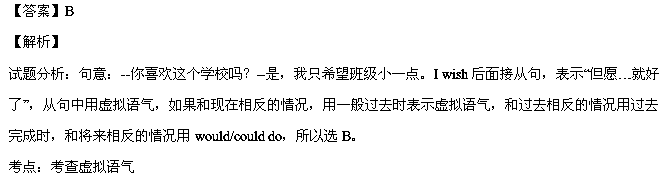 【答案】B
【解析】
试题分析：句意：--你喜欢这个学校吗？–是，我只希望班级小一点。I wish 后面接从句，表示“但愿…就好
了”，从句中用虚拟语气，如果和现在相反的情况，用一般过去时表示虚拟语气，和过去相反的情况用过去
完成时，和将来相反的情况用 would/could do，所以选 B。
考点：考查虚拟语气